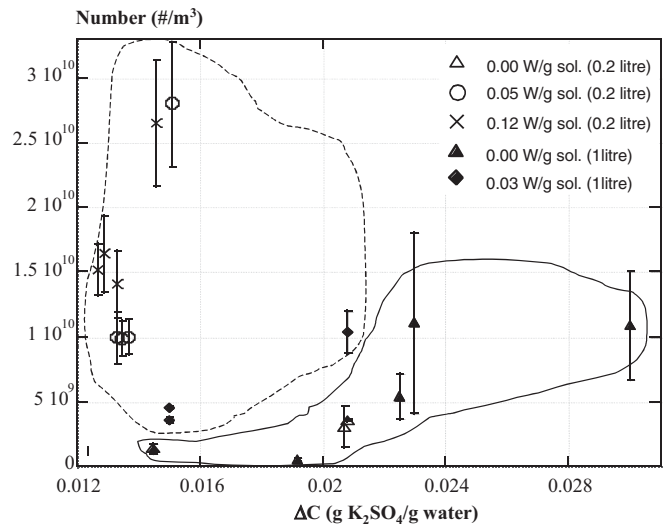 Number (#/m³)
3 10¹⁰
2.5 10¹⁰
2 10¹⁰
1.5 10¹⁰
1 10¹⁰
5 10⁹
0
0.00 W/g sol. (0.2 litre)
0.05 W/g sol. (0.2 litre)
0.12 W/g sol. (0.2 litre)
0.00 W/g sol. (1litre)
0.03 W/g sol. (1litre)
0.012 0.016 0.02 0.024 0.028
ΔC (g K₂SO₄/g water)